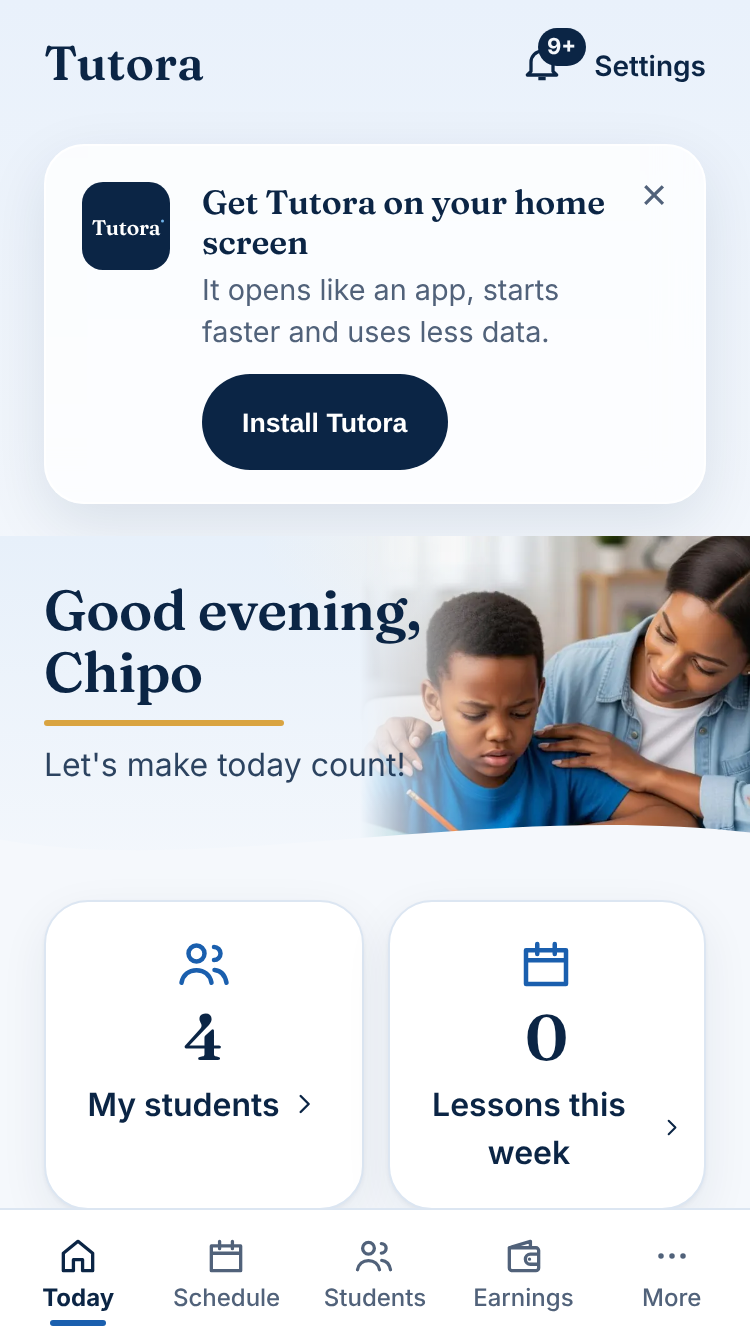 Tutora
9+
Settings
Tutora
Get Tutora on your home
screen
It opens like an app, starts
faster and uses less data.
Install Tutora
Good evening,
Chipo
Let's make today count!
4
My students
0
Lessons this
week
Today
Schedule
Students
Earnings
More